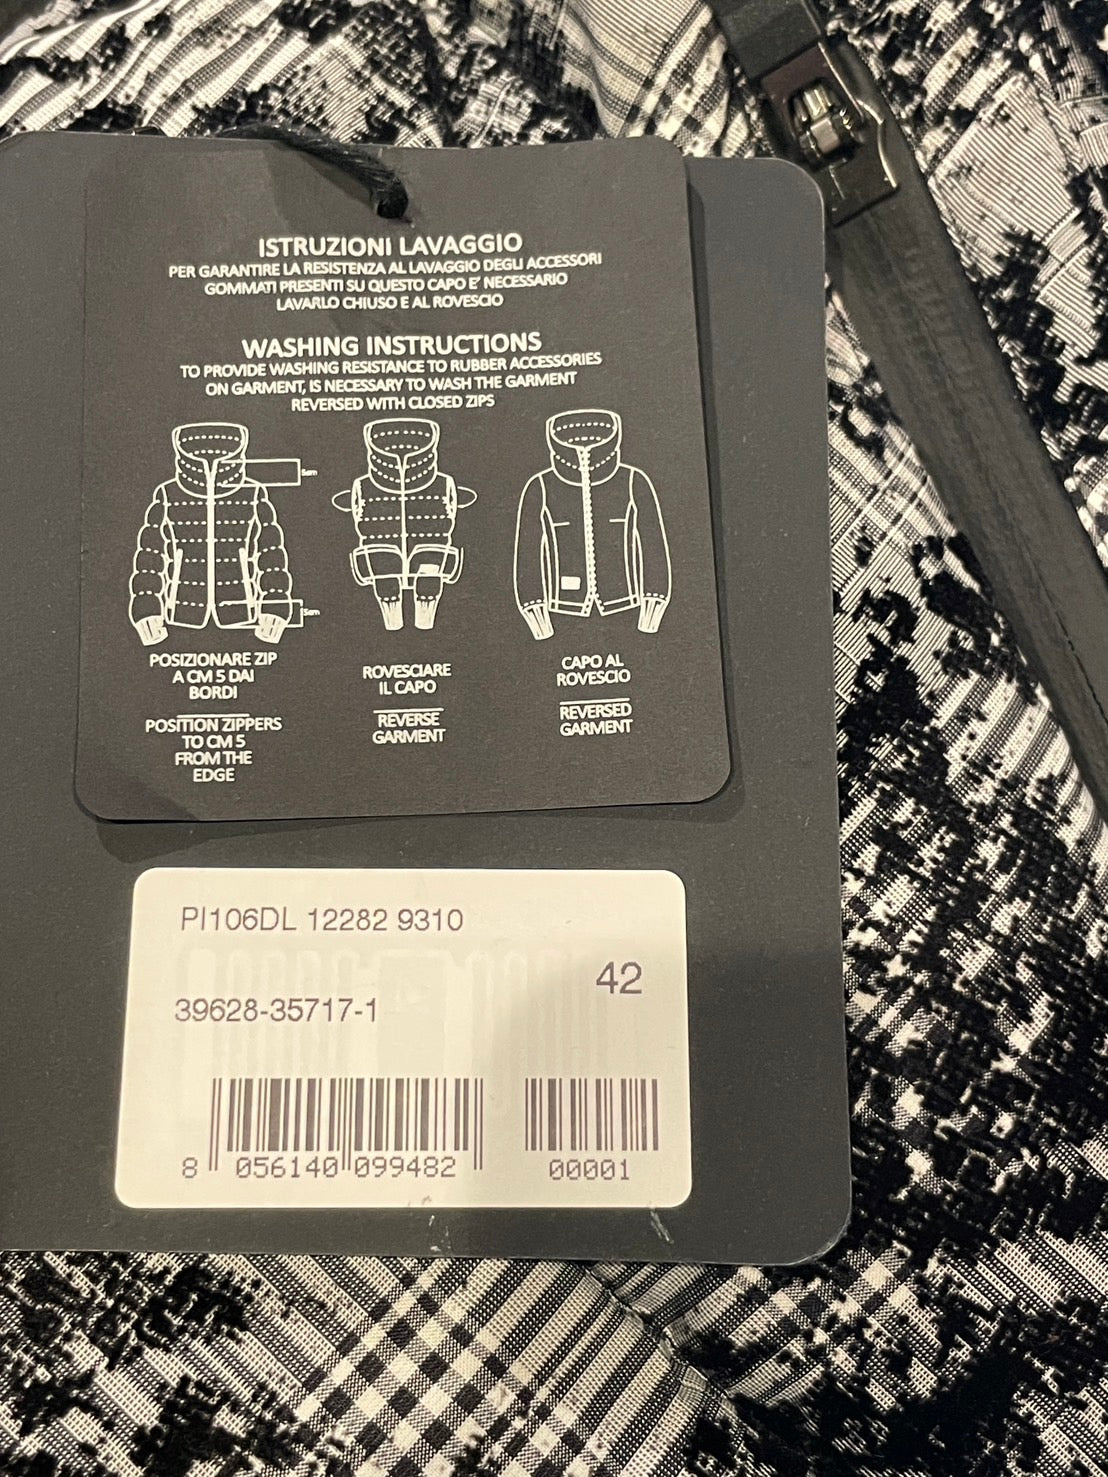 ISTRUZIONI LAVAGGIO
PER GARANTIRE LA RESISTENZA AL LAVAGGIO DEGLI ACCESSORI
GOMMATI PRESENTI SU QUESTO CAPO E' NECESSARIO
LAVARLO CHIUSO E AL ROVESCIO
WASHING INSTRUCTIONS
TO PROVIDE WASHING RESISTANCE TO RUBBER ACCESSORIES
ON GARMENT, IS NECESSARY TO WASH THE GARMENT
REVERSED WITH CLOSED ZIPS
5cm
5cm
POSIZIONARE ZIP
A CM 5 DAI
BORDI
POSITION ZIPPERS
TO CM 5
FROM THE
EDGE
ROVESCIARE
IL CAPO
REVERSE
GARMENT
CAPO AL
ROVESCIO
REVERSED
GARMENT
PI106DL 12282 9310
42
39628-35717-1
8 056140 099482
00001